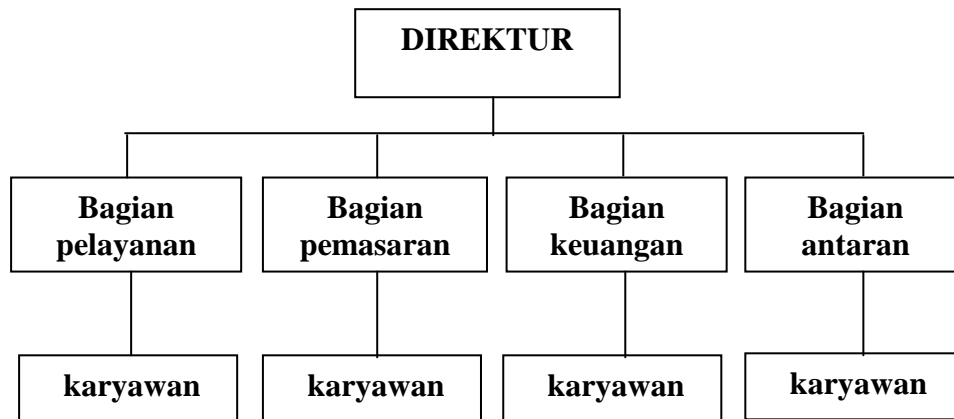 DIREKTUR
Bagian
pelayanan
Bagian
pemasaran
Bagian
keuangan
Bagian
antaran
karyawan
karyawan
karyawan
karyawan